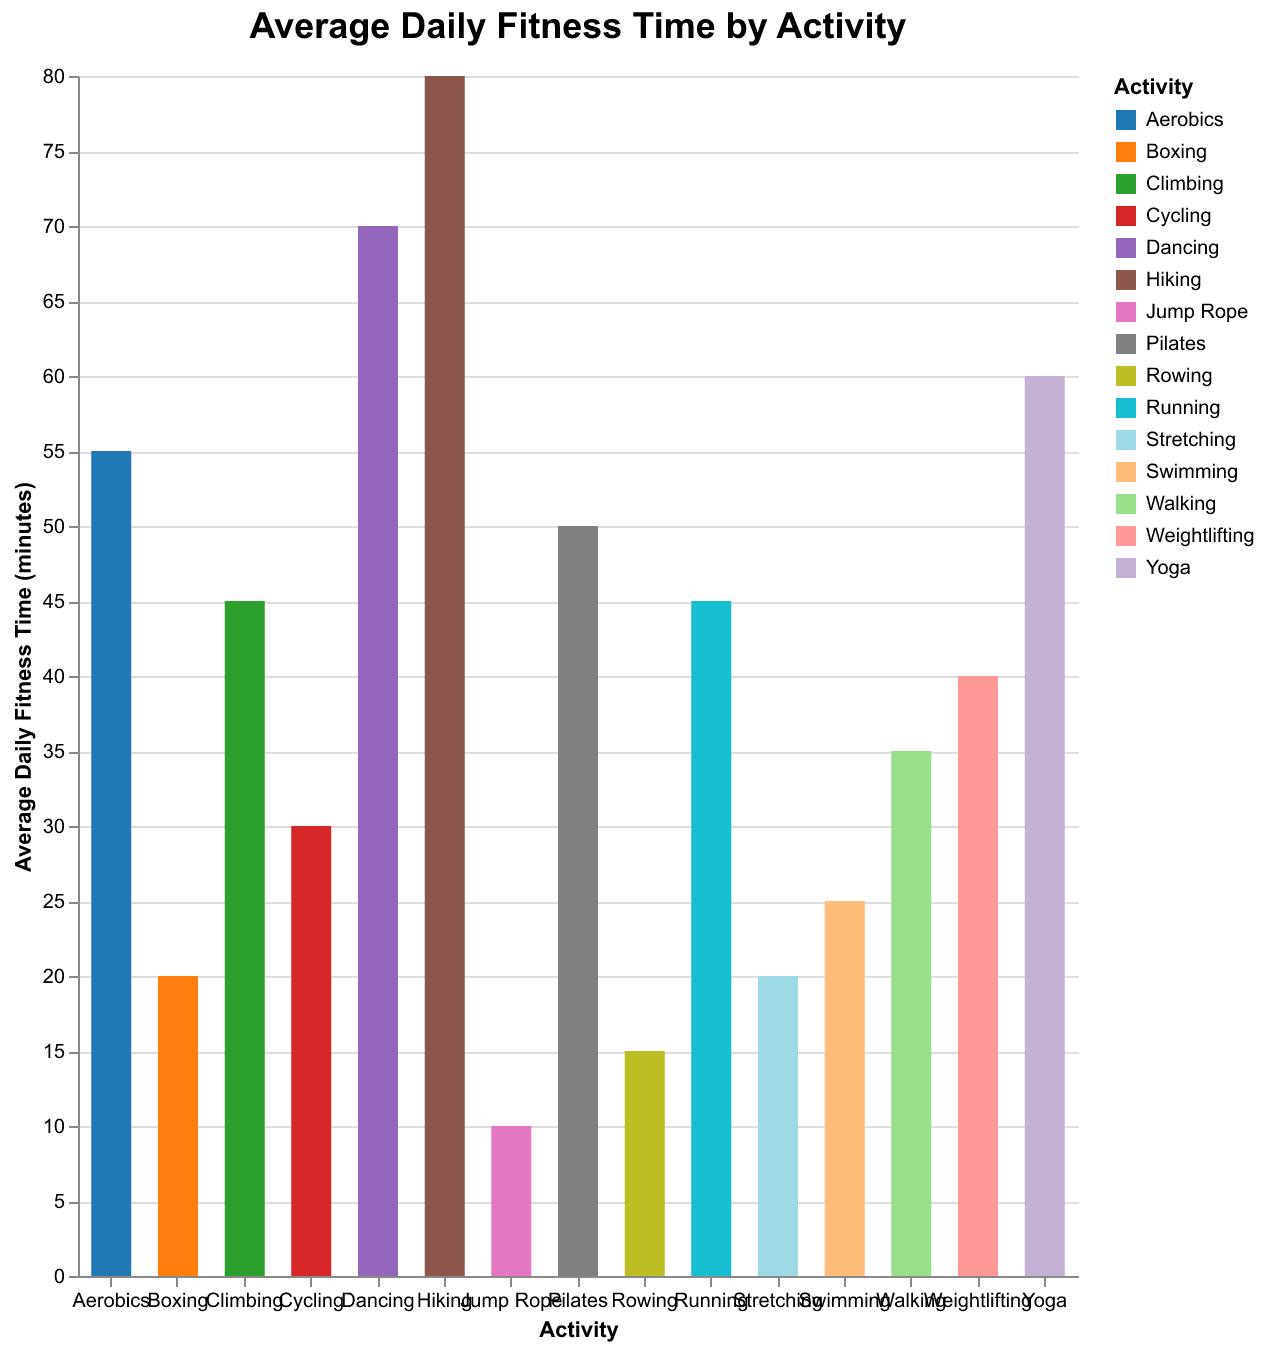 Average Daily Fitness Time by Activity
Average Daily Fitness Time (minutes)
80
75
70
65
60
55
50
45
40
35
30
25
20
15
10
5
0
Aerobics Boxing Climbing Cycling Dancing Hiking Jump Rope Pilates Rowing Running Stretching Swimming Walking Weightlifting Yoga
Activity
Activity
Aerobics
Boxing
Climbing
Cycling
Dancing
Hiking
Jump Rope
Pilates
Rowing
Running
Stretching
Swimming
Walking
Weightlifting
Yoga